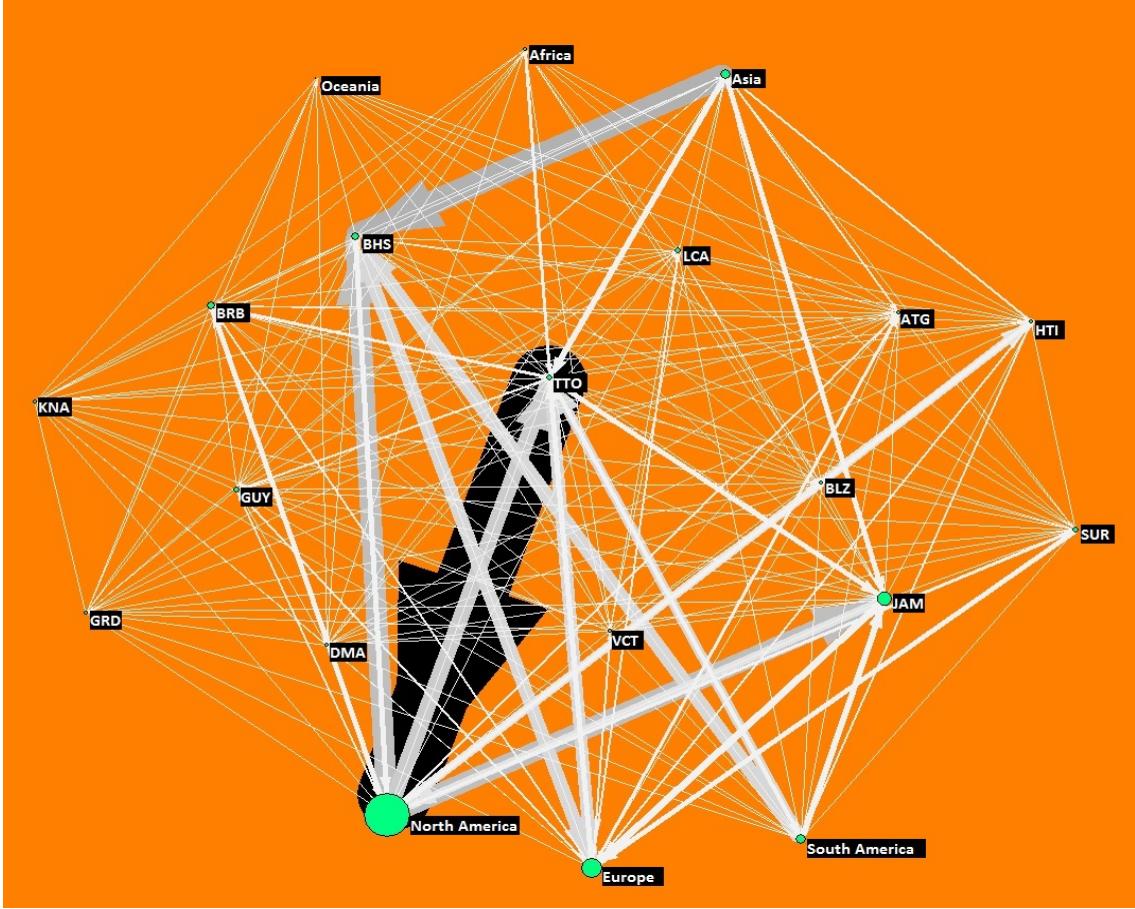 Africa
Asia
Oceania
BHS
LCA
BRB
ATG
HTI
TTO
KNA
BLZ
GUY
SUR
JAM
GRD
VCT
DMA
North America
South America
Europe